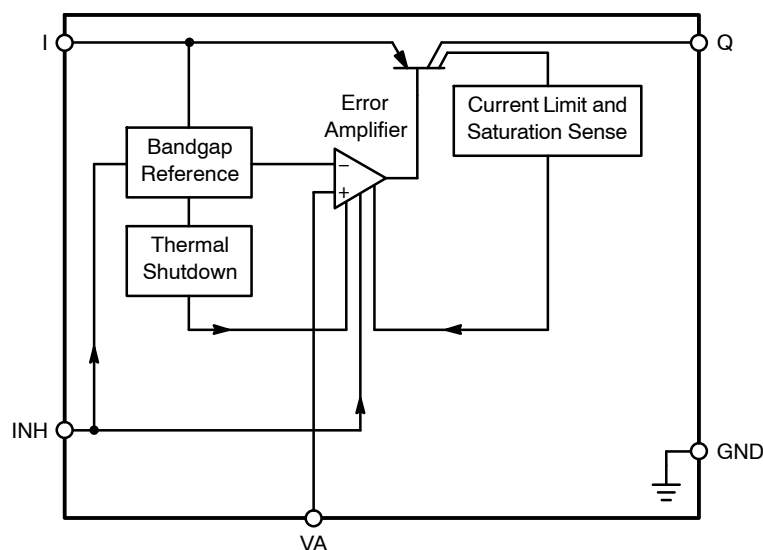 I
Q
Error
Amplifier
Current Limit and
Saturation Sense
Bandgap
Reference
−
+
Thermal
Shutdown
INH
GND
VA